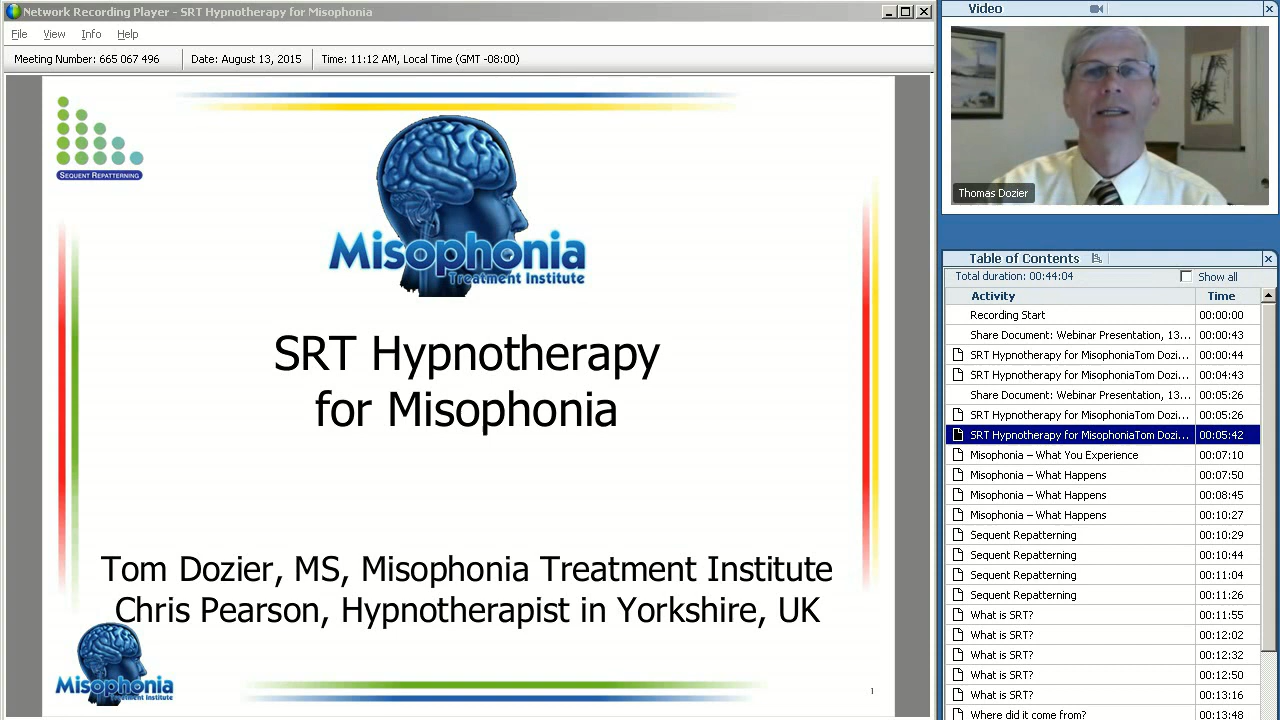 Network Recording Player - SRT Hypnotherapy for Misophonia
File View Info Help
Meeting Number: 665 067 496 Date: August 13, 2015 Time: 11:12 AM, Local Time (GMT -08:00)
SEQUENT REPATTERNING
Misophonia
Treatment Institute
SRT Hypnotherapy
for Misophonia
Tom Dozier, MS, Misophonia Treatment Institute
Chris Pearson, Hypnotherapist in Yorkshire, UK
Misophonia
Treatment Institute
1
Video
Thomas Dozier
Table of Contents
Total duration: 00:44:04 Show all
Activity Time
Recording Start 00:00:00
Share Document: Webinar Presentation, 13... 00:00:43
SRT Hypnotherapy for MisophoniaTom Dozi... 00:00:44
SRT Hypnotherapy for MisophoniaTom Dozi... 00:04:43
Share Document: Webinar Presentation, 13... 00:05:26
SRT Hypnotherapy for MisophoniaTom Dozi... 00:05:26
SRT Hypnotherapy for MisophoniaTom Dozi... 00:05:42
Misophonia – What You Experience 00:07:10
Misophonia – What Happens 00:07:50
Misophonia – What Happens 00:08:45
Misophonia – What Happens 00:10:27
Sequent Repatterning 00:10:29
Sequent Repatterning 00:10:44
Sequent Repatterning 00:11:04
Sequent Repatterning 00:11:26
What is SRT? 00:11:55
What is SRT? 00:12:02
What is SRT? 00:12:32
What is SRT? 00:12:50
What is SRT? 00:13:16
Where did it come from? 00:13:48